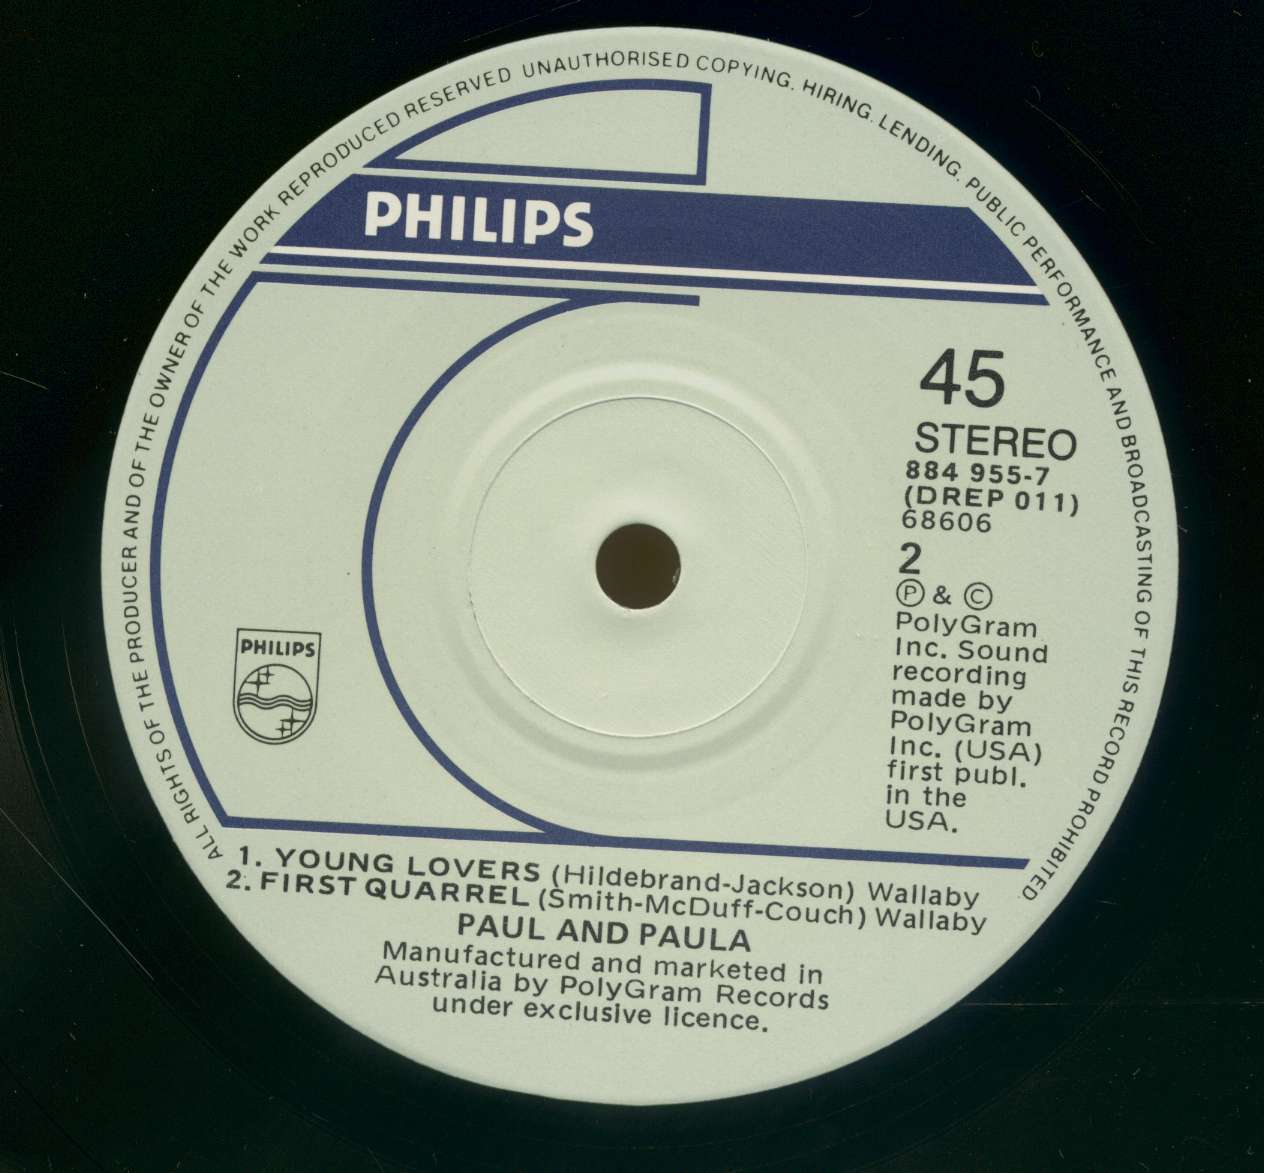 ALL RIGHTS OF THE PRODUCER AND OF THE OWNER OF THE WORK REPRODUCED RESERVED UNAUTHORISED COPYING. HIRING. LENDING. PUBLIC PERFORMANCE AND BROADCASTING OF THIS RECORD PROHIBITED
PHILIPS
45
STEREO
884 955-7
(DREP 011)
68606
2
Ⓟ & ©
PolyGram
Inc. Sound
recording
made by
PolyGram
Inc. (USA)
first publ.
in the
USA.
PHILIPS
1. YOUNG LOVERS (Hildebrand-Jackson) Wallaby
2. FIRST QUARREL (Smith-McDuff-Couch) Wallaby
PAUL AND PAULA
Manufactured and marketed in
Australia by PolyGram Records
under exclusive licence.